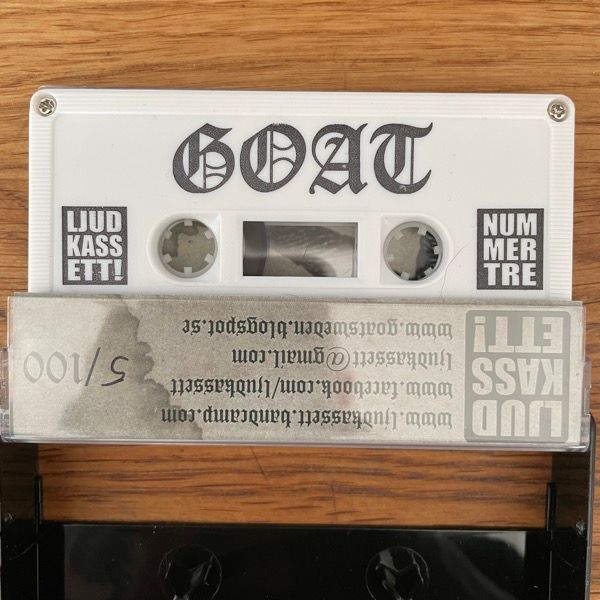 GOAT
LJUD
KASS
ETT!
NUM
MER
TRE
www.ljudkassett.bandcamp.com
www.facebook.com/ljudkassett
ljudkassett@gmail.com
www.goatsweden.blogspot.se
5/100
LJUD
KASS
ETT!